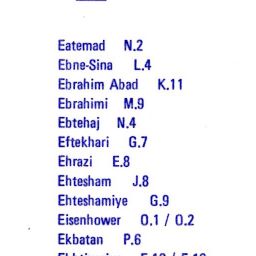 Eatemad N.2
Ebne-Sina L.4
Ebrahim Abad K.11
Ebrahimi M.9
Ebtehaj N.4
Eftekhari G.7
Ehrazi E.8
Ehtesham J.8
Ehteshamiye G.9
Eisenhower O.1 / O.2
Ekbatan P.6